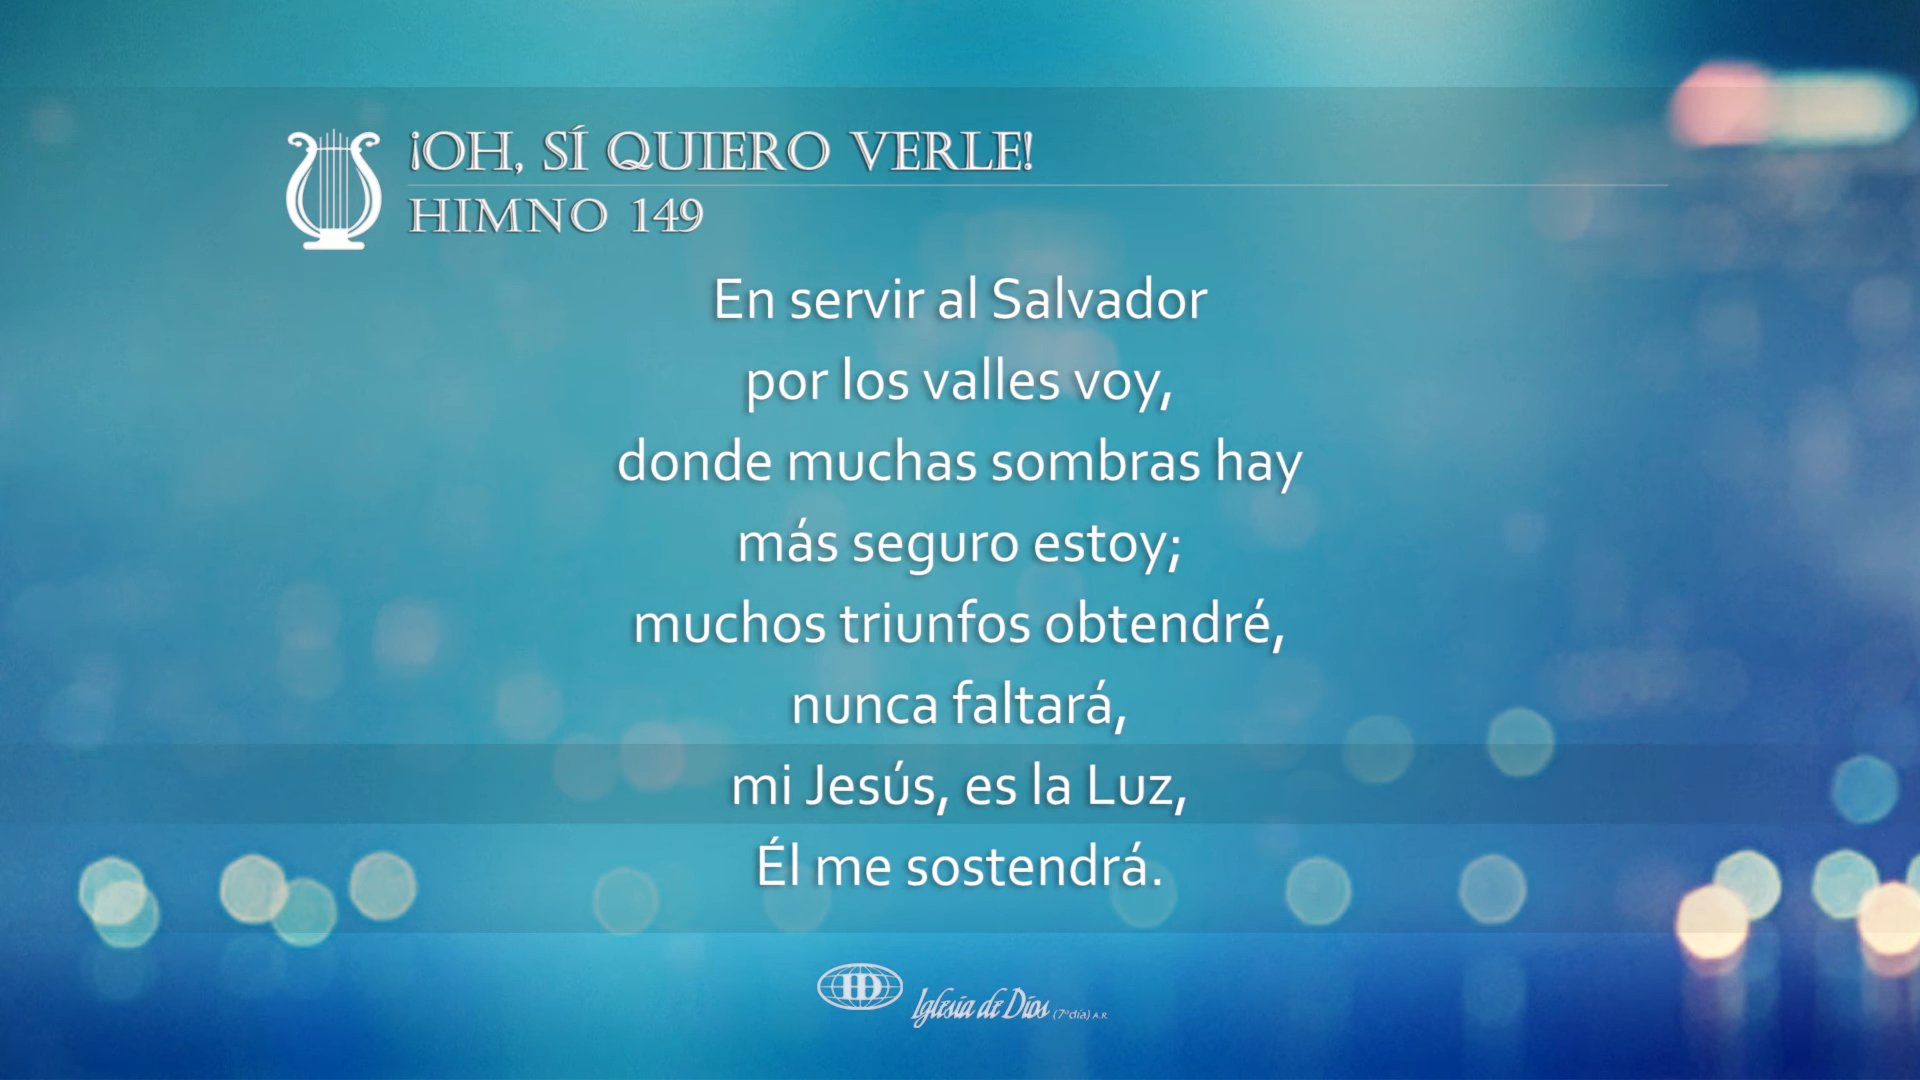 ¡OH, SÍ QUIERO VERLE!
HIMNO 149
En servir al Salvador
por los valles voy,
donde muchas sombras hay
más seguro estoy;
muchos triunfos obtendré,
nunca faltará,
mi Jesús, es la Luz,
Él me sostendrá.
Iglesia de Dios (7º día) A.R.